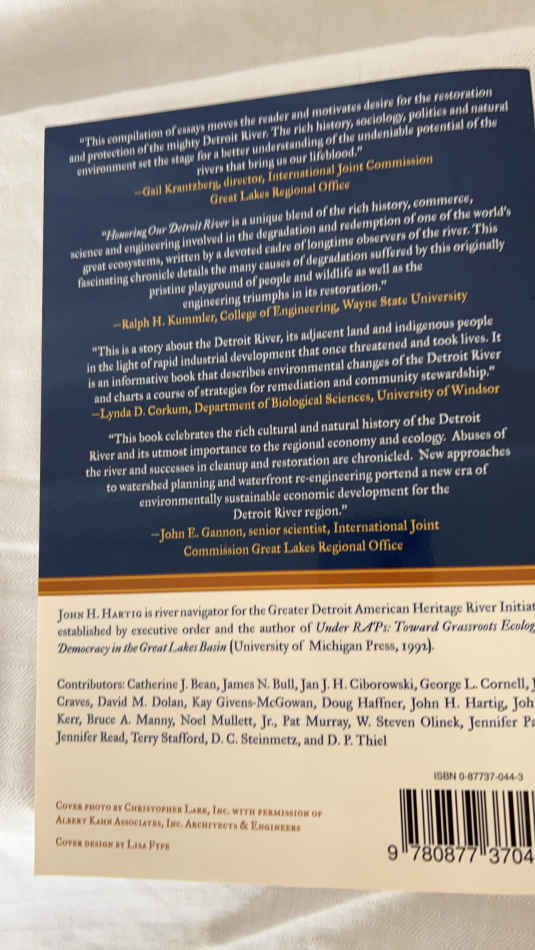 “This compilation of essays moves the reader and motivates desire for the restoration
and protection of the mighty Detroit River. The rich history, sociology, politics and natural
environment set the stage for a better understanding of the undeniable potential of the
rivers that bring us our lifeblood.”
—Gail Krantzberg, director, International Joint Commission
Great Lakes Regional Office
“Honoring Our Detroit River is a unique blend of the rich history, commerce,
science and engineering involved in the degradation and redemption of one of the world’s
great ecosystems, written by a devoted cadre of longtime observers of the river. This
fascinating chronicle details the many causes of degradation suffered by this originally
pristine playground of people and wildlife as well as the
engineering triumphs in its restoration.”
—Ralph H. Kummler, College of Engineering, Wayne State University
“This is a story about the Detroit River, its adjacent land and indigenous people
in the light of rapid industrial development that once threatened and took lives. It
is an informative book that describes environmental changes of the Detroit River
and charts a course of strategies for remediation and community stewardship.”
—Lynda D. Corkum, Department of Biological Sciences, University of Windsor
“This book celebrates the rich cultural and natural history of the Detroit
River and its utmost importance to the regional economy and ecology. Abuses of
the river and successes in cleanup and restoration are chronicled. New approaches
to watershed planning and waterfront re-engineering portend a new era of
environmentally sustainable economic development for the
Detroit River region.”
—John E. Gannon, senior scientist, International Joint
Commission Great Lakes Regional Office
John H. Hartig is river navigator for the Greater Detroit American Heritage River Initiat
established by executive order and the author of Under RAPs: Toward Grassroots Ecolog
Democracy in the Great Lakes Basin (University of Michigan Press, 1992).
Contributors: Catherine J. Bean, James N. Bull, Jan J. H. Ciborowski, George L. Cornell, J
Craves, David M. Dolan, Kay Givens-McGowan, Doug Haffner, John H. Hartig, Joh
Kerr, Bruce A. Manny, Noel Mullett, Jr., Pat Murray, W. Steven Olinek, Jennifer Pa
Jennifer Read, Terry Stafford, D. C. Steinmetz, and D. P. Thiel
ISBN 0-87737-044-3
Cover photo by Christopher Lark, Inc. with permission of
Albert Kahn Associates, Inc. Architects & Engineers
Cover design by Lisa Pype
9 780877 3704